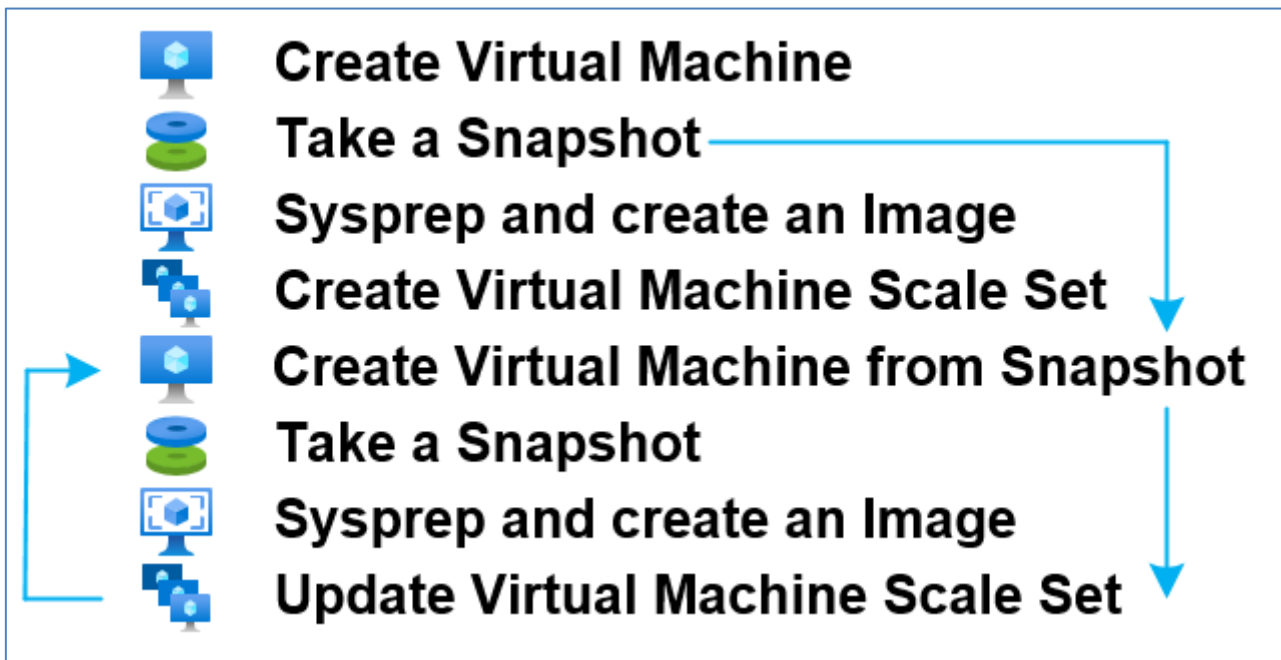 Create Virtual Machine
Take a Snapshot
Sysprep and create an Image
Create Virtual Machine Scale Set
Create Virtual Machine from Snapshot
Take a Snapshot
Sysprep and create an Image
Update Virtual Machine Scale Set